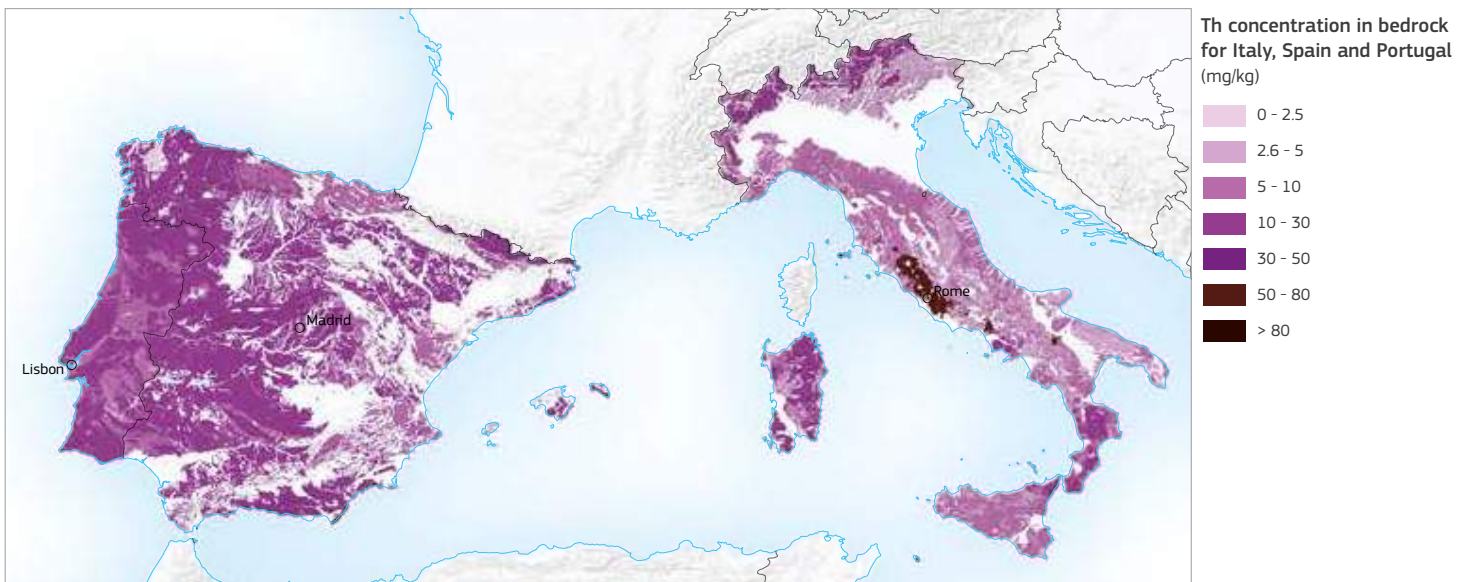 Th concentration in bedrock
for Italy, Spain and Portugal
(mg/kg)
0 - 2.5
2.6 - 5
5 - 10
10 - 30
30 - 50
50 - 80
> 80
Rome
Madrid
Lisbon